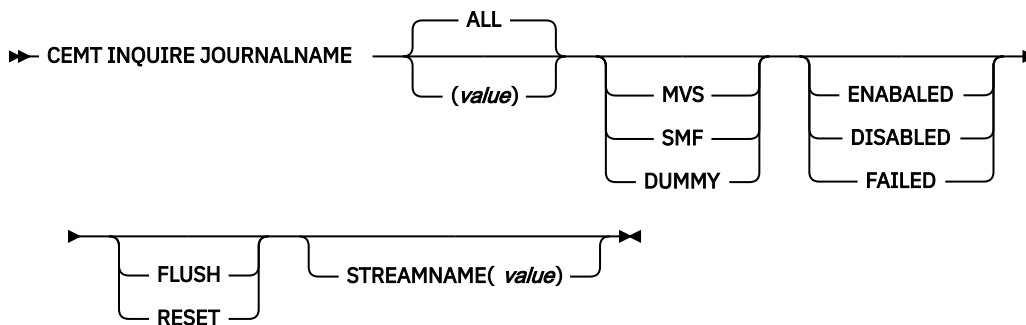 ALL
CEMT INQUIRE JOURNALNAME
(value)
MVS
ENABALED
SMF
DISABLED
DUMMY
FAILED
FLUSH
STREAMNAME( value)
RESET